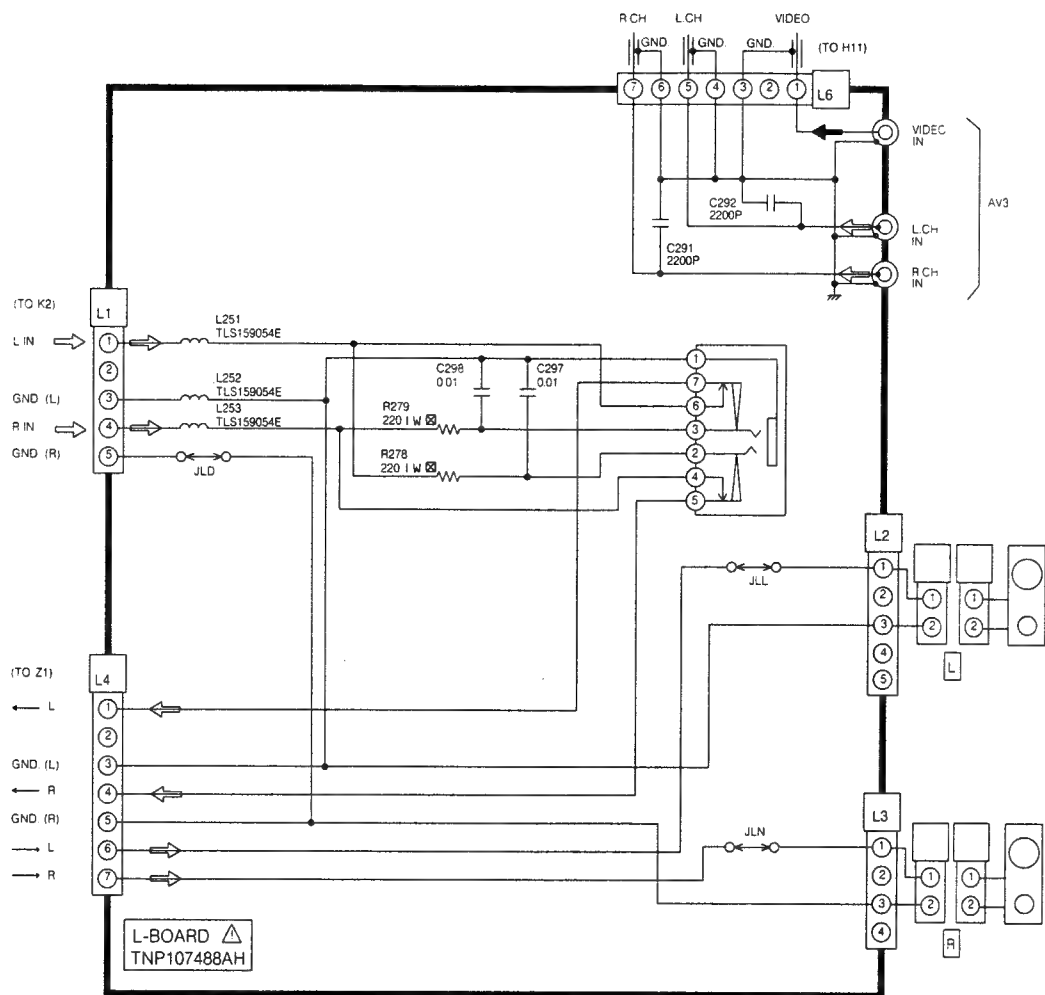 R CH L.CH VIDEO
GND. GND. GND. (TO H11)
7 6 5 4 3 2 1 L6
VIDEC
IN
AV3
C292
2200P
L.CH
IN
C291
2200P
R CH
IN
(TO K2)
L1
L251
TLS159054E
L IN 1
2
L252
TLS159054E
GND (L) 3
L253
TLS159054E
R IN 4
GND (R) 5
JLD
C298
0.01
C297
0.01
R279
220 1 W
R278
220 1 W
1
7
6
3
2
4
5
L2
JLL
1
2
3
4
5
1
2
1
2
L
(TO Z1)
L4
L 1
2
GND. (L) 3
R 4
GND. (R) 5
L 6
R 7
L3
JLN
1
2
3
4
1
2
1
2
R
L-BOARD
TNP107488AH